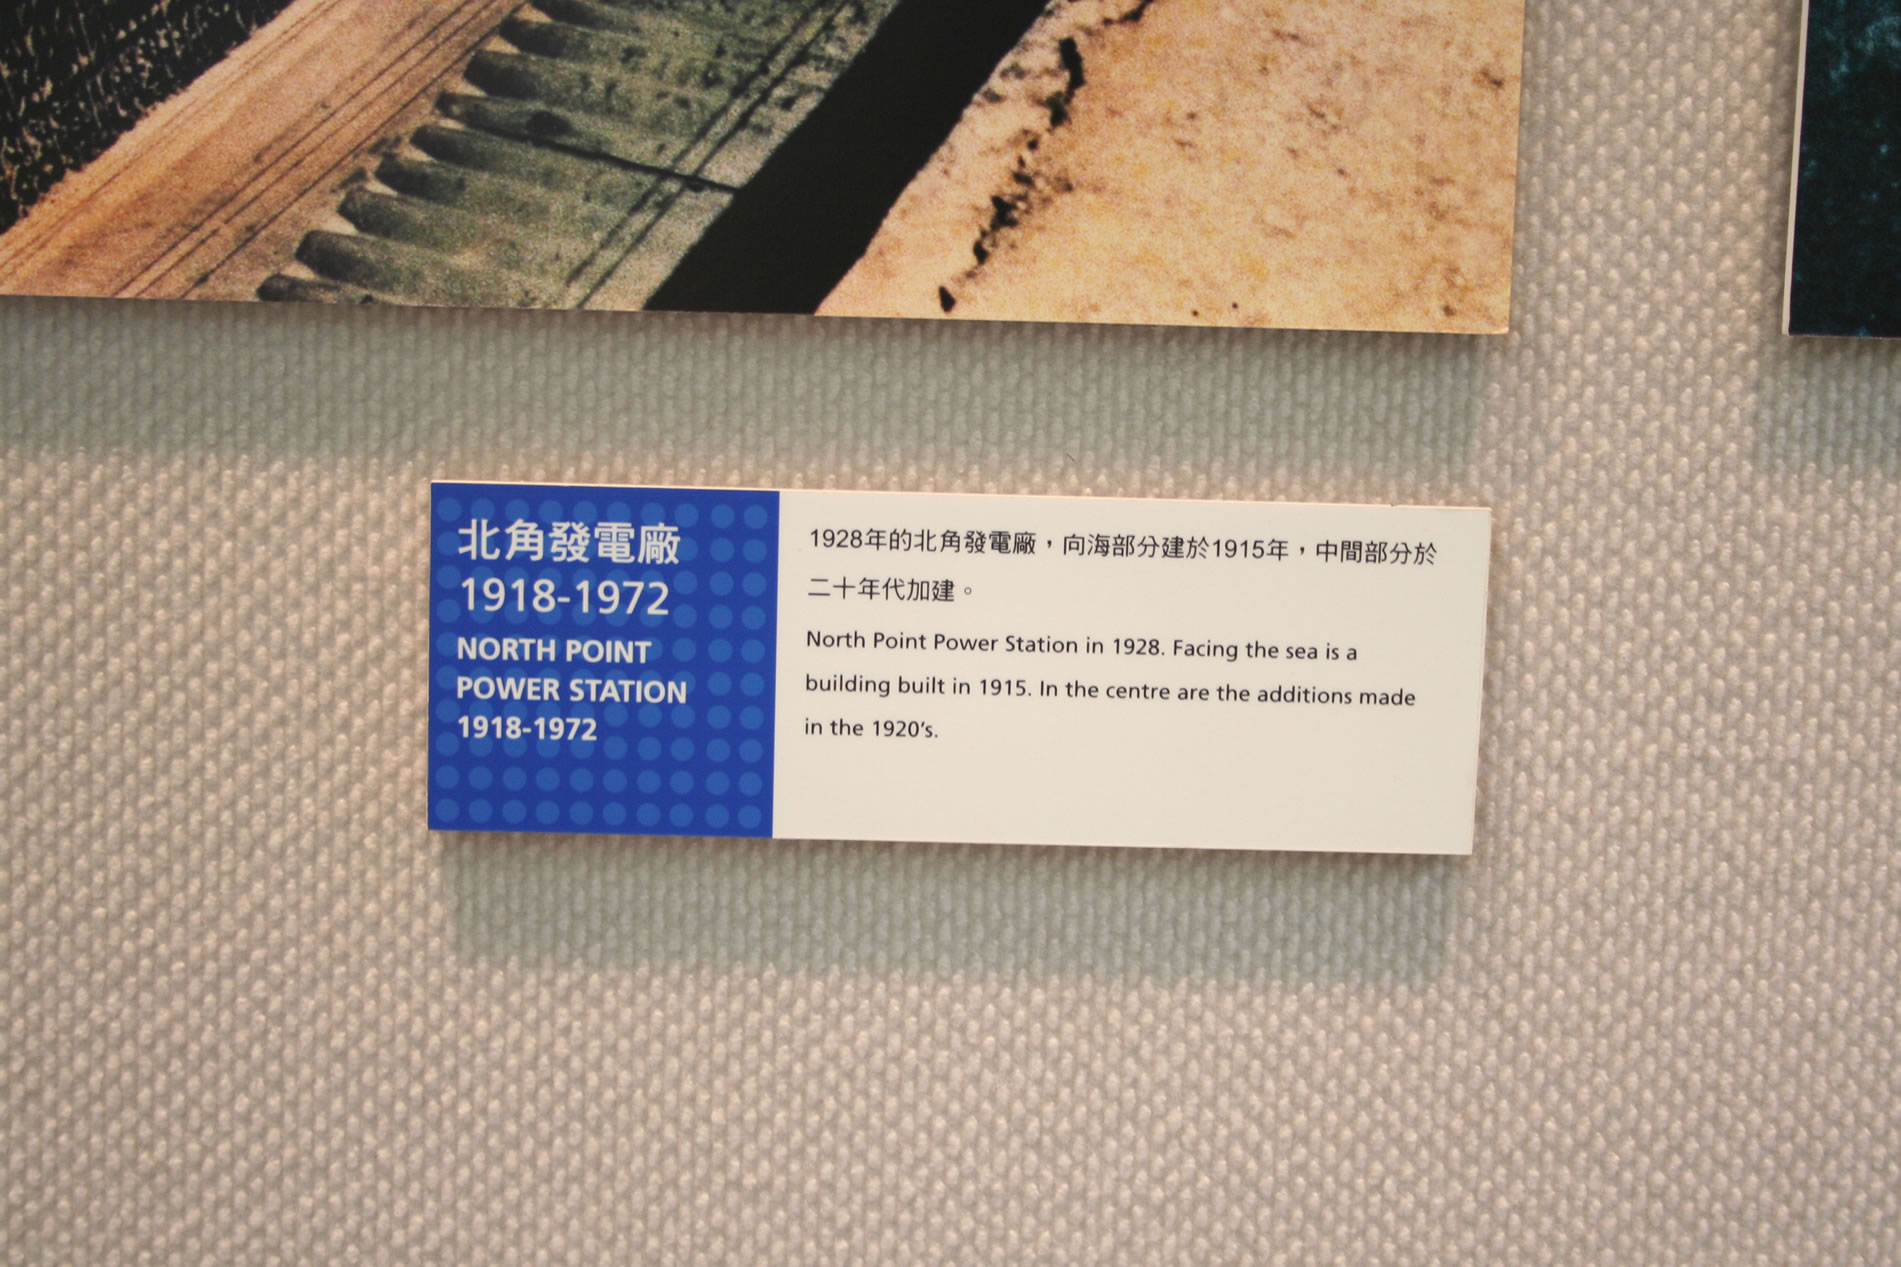 北角發電廠
1918-1972
NORTH POINT
POWER STATION
1918-1972
1928年的北角發電廠，向海部分建於1915年，中間部分於
二十年代加建。
North Point Power Station in 1928. Facing the sea is a
building built in 1915. In the centre are the additions made
in the 1920's.